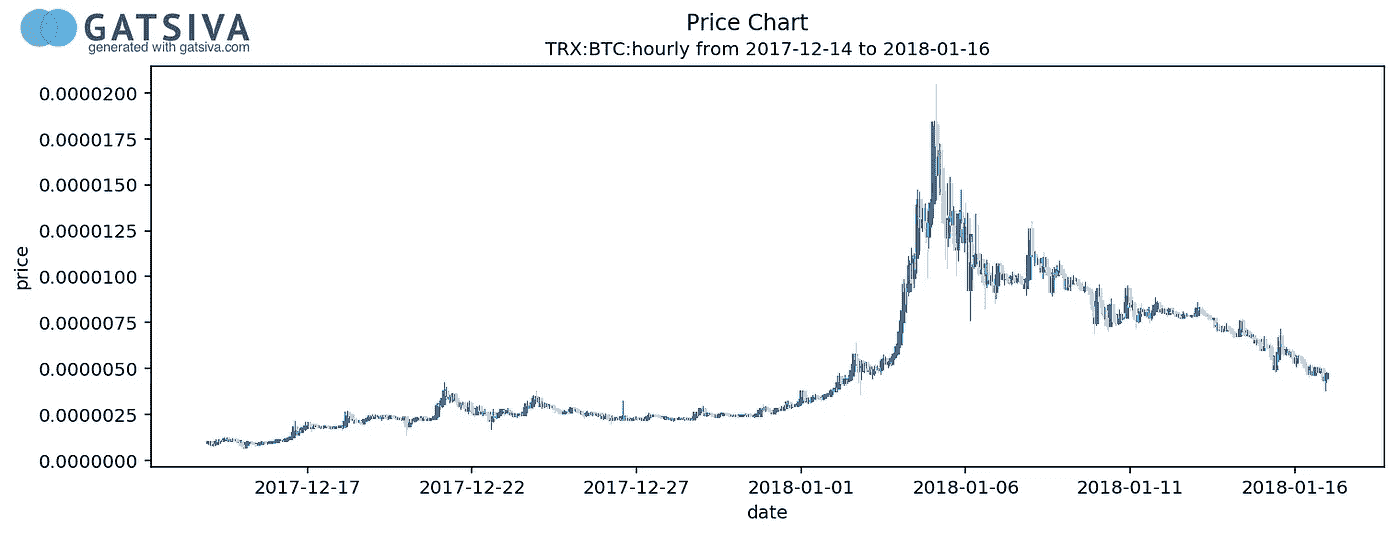 GATSIVA
generated with gatsiva.com
Price Chart
TRX:BTC:hourly from 2017-12-14 to 2018-01-16
0.0000200
0.0000175
0.0000150
0.0000125
0.0000100
0.0000075
0.0000050
0.0000025
0.0000000
price
2017-12-17 2017-12-22 2017-12-27 2018-01-01 2018-01-06 2018-01-11 2018-01-16
date